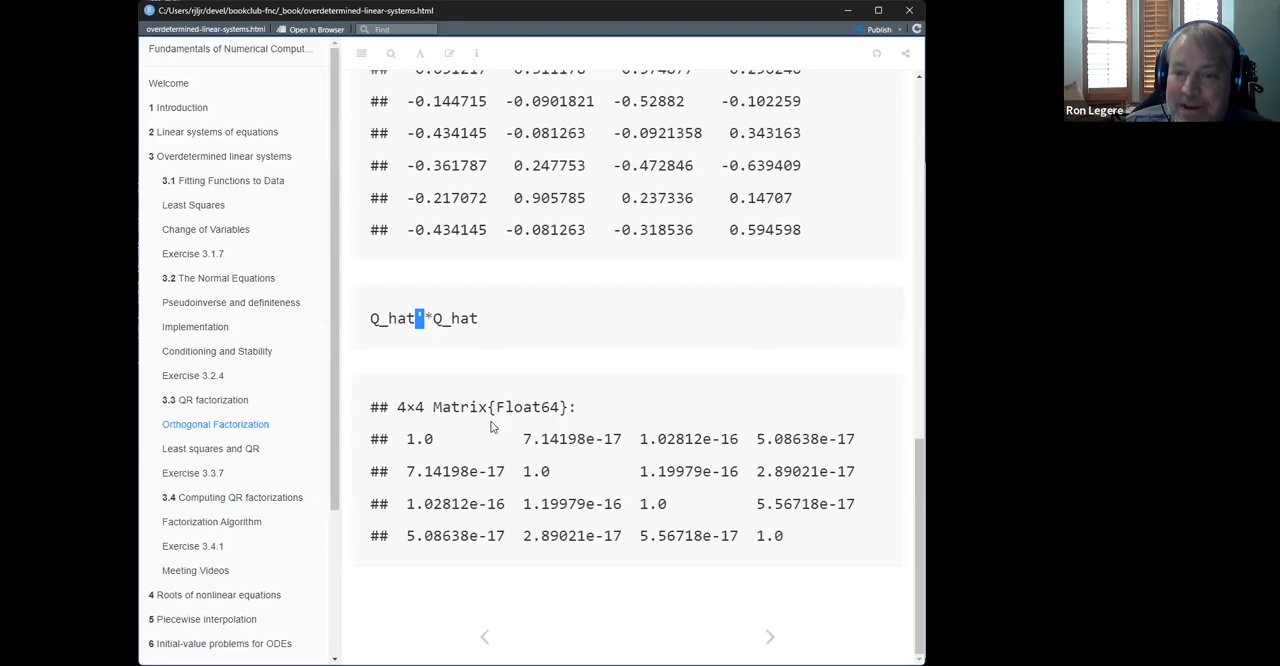 C:/Users/rjljr/devel/bookclub-fnc/_book/overdetermined-linear-systems.html
overdetermined-linear-systems.html
Open in Browser
Find
Publish
Fundamentals of Numerical Comput...
Welcome
1 Introduction
2 Linear systems of equations
3 Overdetermined linear systems
3.1 Fitting Functions to Data
Least Squares
Change of Variables
Exercise 3.1.7
3.2 The Normal Equations
Pseudoinverse and definiteness
Implementation
Conditioning and Stability
Exercise 3.2.4
3.3 QR factorization
Orthogonal Factorization
Least squares and QR
Exercise 3.3.7
3.4 Computing QR factorizations
Factorization Algorithm
Exercise 3.4.1
Meeting Videos
4 Roots of nonlinear equations
5 Piecewise interpolation
6 Initial-value problems for ODEs
## -0.144715 -0.0901821 -0.52882 -0.102259
## -0.434145 -0.081263 -0.0921358 0.343163
## -0.361787 0.247753 -0.472846 -0.639409
## -0.217072 0.905785 0.237336 0.14707
## -0.434145 -0.081263 -0.318536 0.594598
Q_hat'*Q_hat
## 4×4 Matrix{Float64}:
## 1.0 7.14198e-17 1.02812e-16 5.08638e-17
## 7.14198e-17 1.0 1.19979e-16 2.89021e-17
## 1.02812e-16 1.19979e-16 1.0 5.56718e-17
## 5.08638e-17 2.89021e-17 5.56718e-17 1.0
Ron Legere